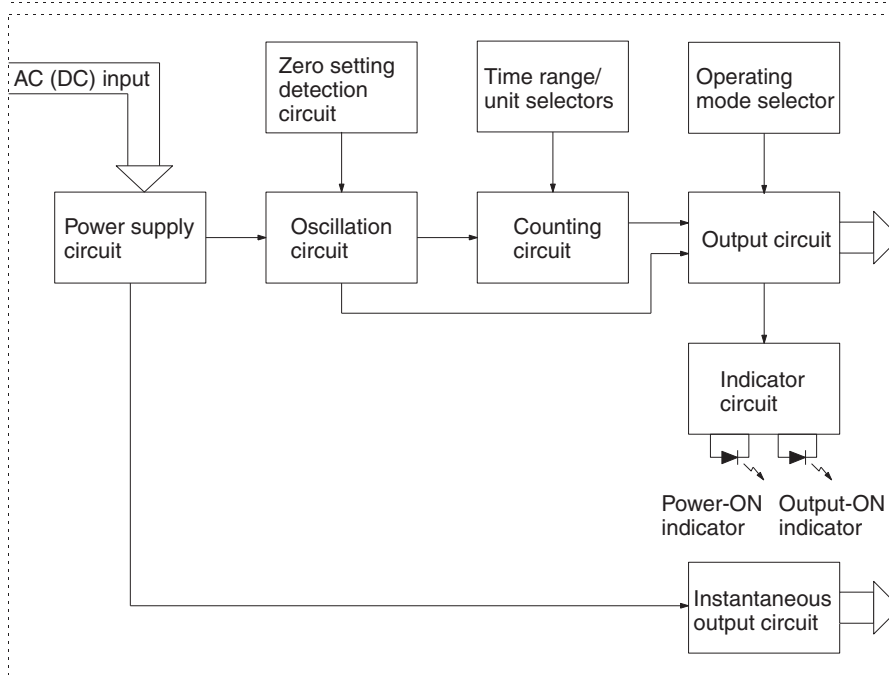 AC (DC) input
Zero setting
detection
circuit
Time range/
unit selectors
Operating
mode selector
Power supply
circuit
Oscillation
circuit
Counting
circuit
Output circuit
Indicator
circuit
Power-ON
indicator
Output-ON
indicator
Instantaneous
output circuit